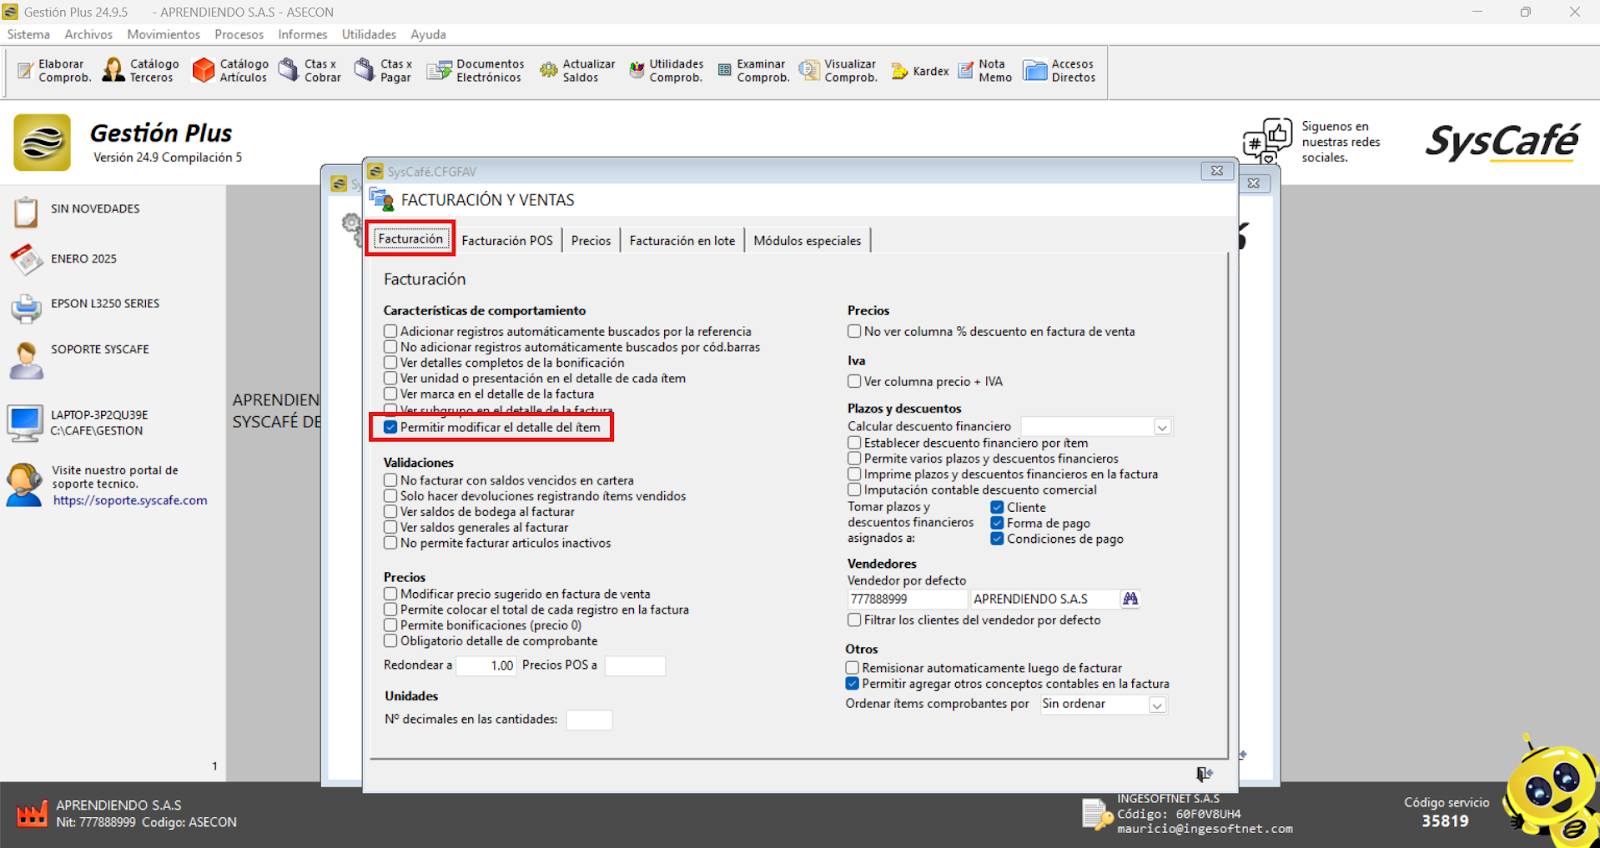 Gestión Plus 24.9.5 - APRENDIENDO S.A.S - ASECON
Sistema Archivos Movimientos Procesos Informes Utilidades Ayuda
Elaborar Comprob.
Catálogo Terceros
Catálogo Artículos
Ctas x Cobrar
Ctas x Pagar
Documentos Electrónicos
Actualizar Saldos
Utilidades Comprob.
Examinar Comprob.
Visualizar Comprob.
Kardex
Nota Memo
Accesos Directos
Gestión Plus
Versión 24.9 Compilación 5
Siguenos en
nuestras redes
sociales.
SysCafé
SIN NOVEDADES
ENERO 2025
EPSON L3250 SERIES
SOPORTE SYSCAFE
LAPTOP-3P2QU39E
C:\CAFE\GESTION
Visite nuestro portal de
soporte tecnico.
https://soporte.syscafe.com
1
APRENDIEN
SYSCAFÉ DE
Sy
SysCafé.CFGFAV
FACTURACIÓN Y VENTAS
Facturación Facturación POS Precios Facturación en lote Módulos especiales
Facturación
Características de comportamiento
Adicionar registros automáticamente buscados por la referencia
No adicionar registros automáticamente buscados por cód.barras
Ver detalles completos de la bonificación
Ver unidad o presentación en el detalle de cada ítem
Ver marca en el detalle de la factura
Ver subgrupo en el detalle de la factura
Permitir modificar el detalle del ítem
Validaciones
No facturar con saldos vencidos en cartera
Solo hacer devoluciones registrando ítems vendidos
Ver saldos de bodega al facturar
Ver saldos generales al facturar
No permite facturar articulos inactivos
Precios
Modificar precio sugerido en factura de venta
Permite colocar el total de cada registro en la factura
Permite bonificaciones (precio 0)
Obligatorio detalle de comprobante
Redondear a 1.00 Precios POS a
Unidades
Nº decimales en las cantidades:
Precios
No ver columna % descuento en factura de venta
Iva
Ver columna precio + IVA
Plazos y descuentos
Calcular descuento financiero
Establecer descuento financiero por ítem
Permite varios plazos y descuentos financieros
Imprime plazos y descuentos financieros en la factura
Imputación contable descuento comercial
Tomar plazos y
descuentos financieros
asignados a:
Cliente
Forma de pago
Condiciones de pago
Vendedores
Vendedor por defecto
777888999 APRENDIENDO S.A.S
Filtrar los clientes del vendedor por defecto
Otros
Remisionar automaticamente luego de facturar
Permitir agregar otros conceptos contables en la factura
Ordenar ítems comprobantes por Sin ordenar
APRENDIENDO S.A.S
Nit: 777888999 Codigo: ASECON
INGESOFTNET S.A.S
Código: 60F0V8UH4
mauricio@ingesoftnet.com
Código servicio
35819